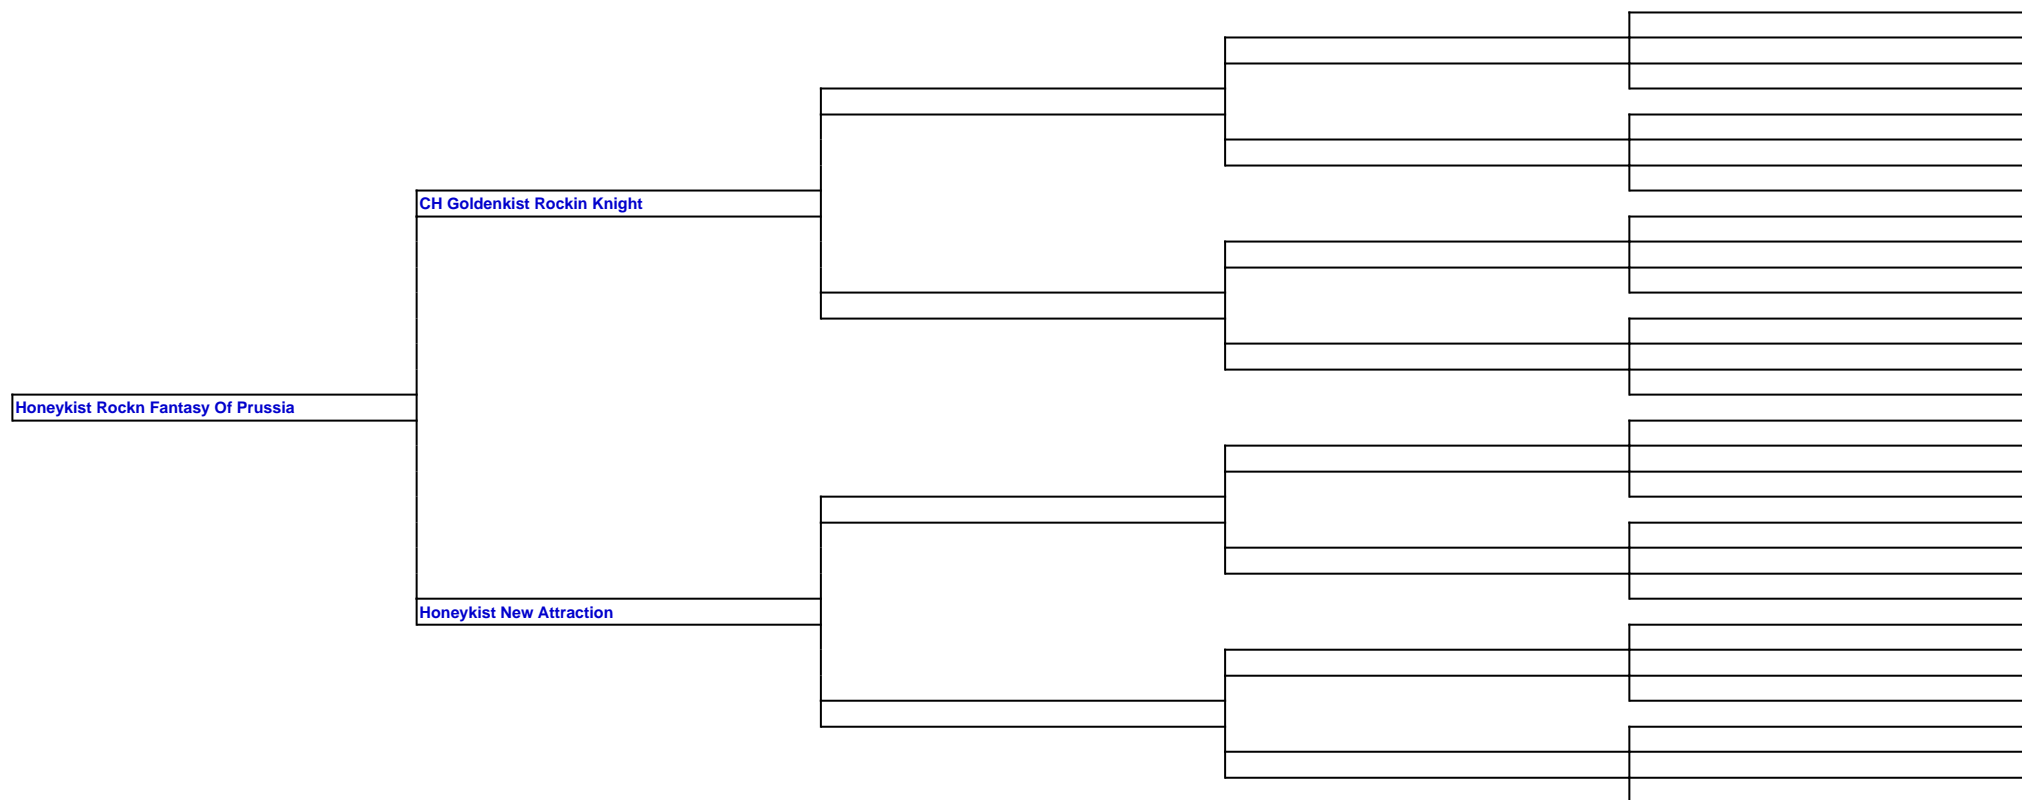 CH Goldenkist Rockin Knight
Honeykist Rockn Fantasy Of Prussia
Honeykist New Attraction